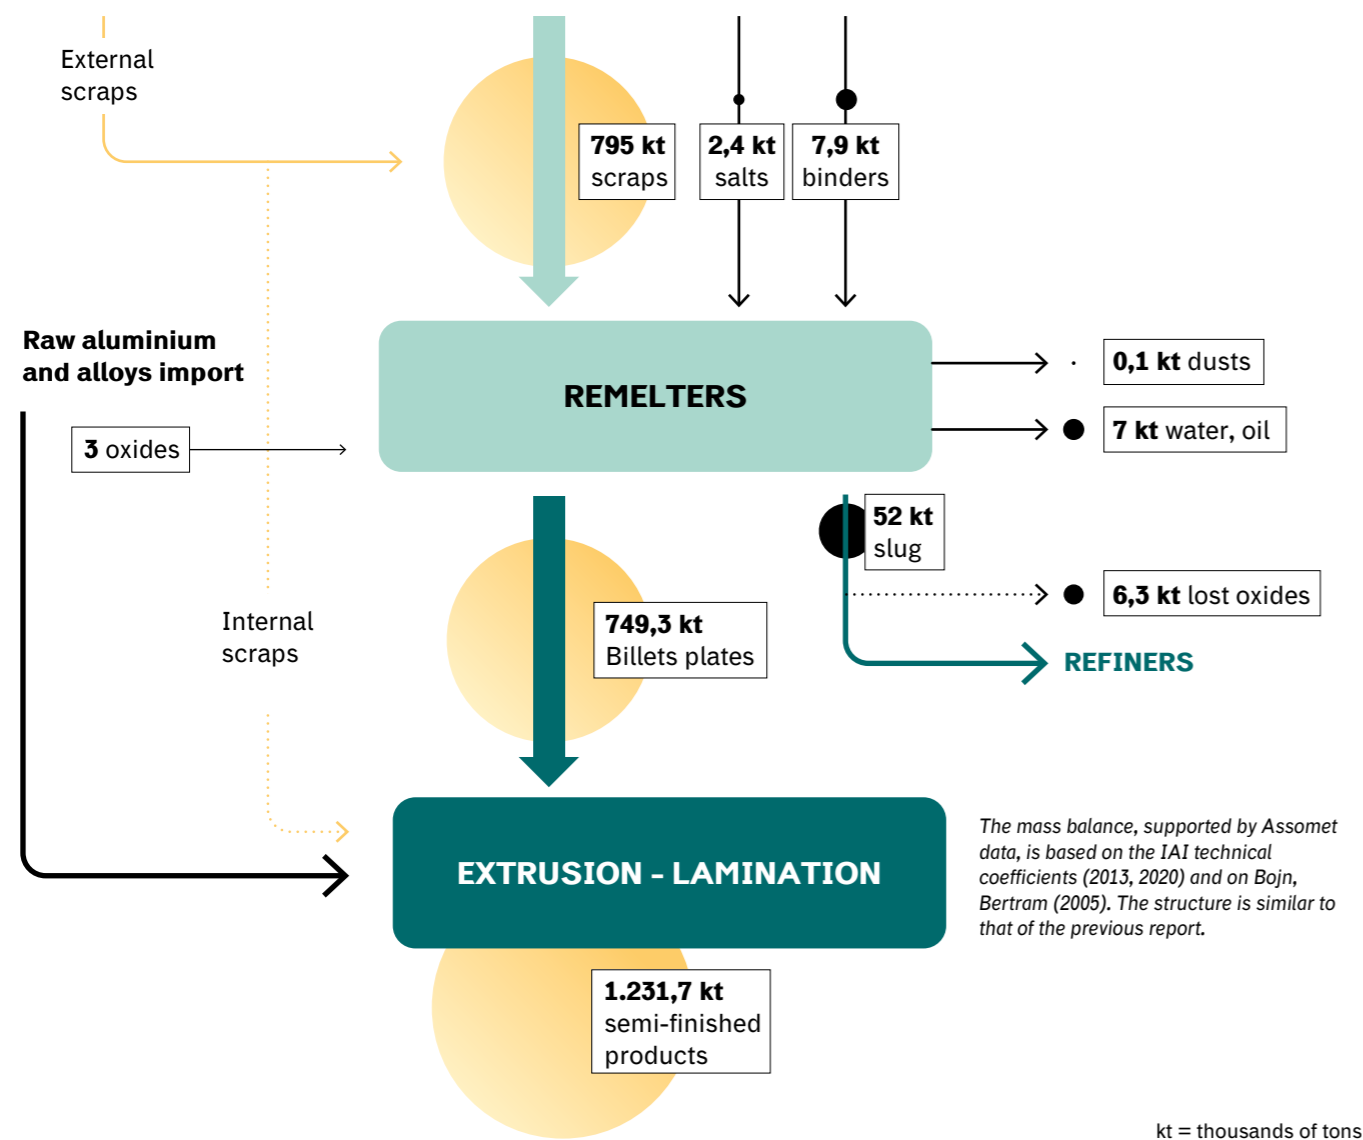 External
scraps
795 kt
scraps
2,4 kt
salts
7,9 kt
binders
Raw aluminium
and alloys import
REMELTERS
0,1 kt dusts
7 kt water, oil
3 oxides
52 kt
slug
6,3 kt lost oxides
Internal
scraps
749,3 kt
Billets plates
REFINERS
EXTRUSION - LAMINATION
The mass balance, supported by Assomet
data, is based on the IAI technical
coefficients (2013, 2020) and on Bojn,
Bertram (2005). The structure is similar to
that of the previous report.
1.231,7 kt
semi-finished
products
kt = thousands of tons